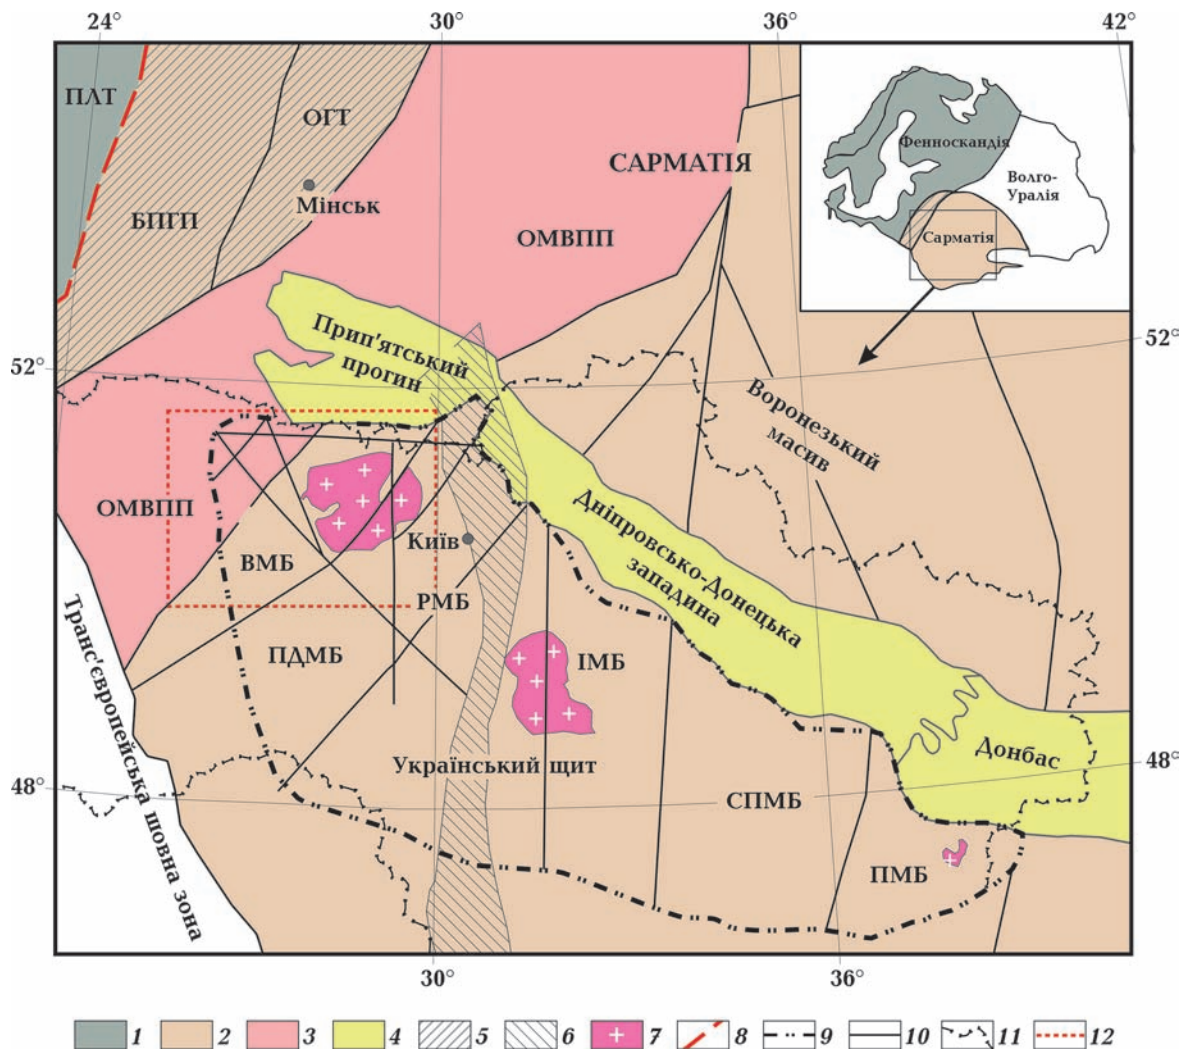 24°
30°
36°
42°
ПЛТ
ОГТ
БПГП
Мінськ
САРМАТІЯ
ОМВПП
Фенноскандія
Волго-
Уралія
Сарматія
52°
52°
Прип'ятський
прогин
Воронезький
масив
ОМВПП
ВМБ
Київ
РМБ
ПДМБ
ІМБ
Дніпровсько-Донецька
западина
Транс'європейська шовна зона
Український щит
Донбас
48°
48°
СПМБ
ПМБ
30°
36°
1
2
3
4
5
6
7
8
9
10
11
12